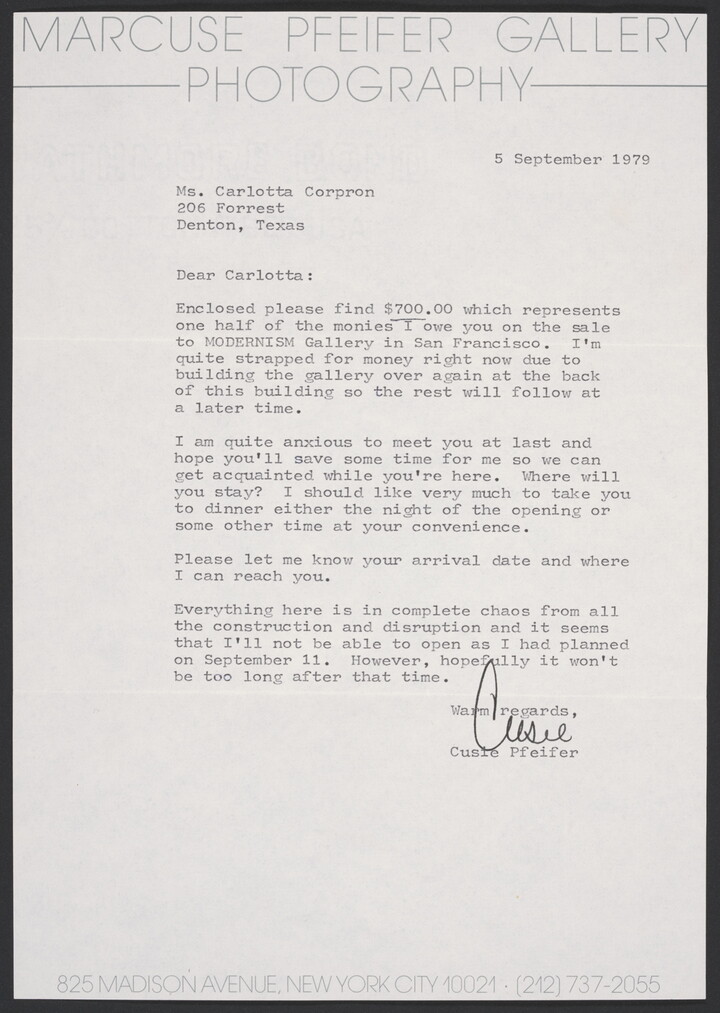 MARCUSE PFEIFER GALLERY
PHOTOGRAPHY
5 September 1979
Ms. Carlotta Corpron
206 Forrest
Denton, Texas
Dear Carlotta:
Enclosed please find $700.00 which represents
one half of the monies I owe you on the sale
to MODERNISM Gallery in San Francisco. I'm
quite strapped for money right now due to
building the gallery over again at the back
of this building so the rest will follow at
a later time.
I am quite anxious to meet you at last and
hope you'll save some time for me so we can
get acquainted while you're here. Where will
you stay? I should like very much to take you
to dinner either the night of the opening or
some other time at your convenience.
Please let me know your arrival date and where
I can reach you.
Everything here is in complete chaos from all
the construction and disruption and it seems
that I'll not be able to open as I had planned
on September 11. However, hopefully it won't
be too long after that time.
Warm regards,
Cusie
Cusie Pfeifer
825 MADISON AVENUE, NEW YORK CITY 10021 · (212) 737-2055